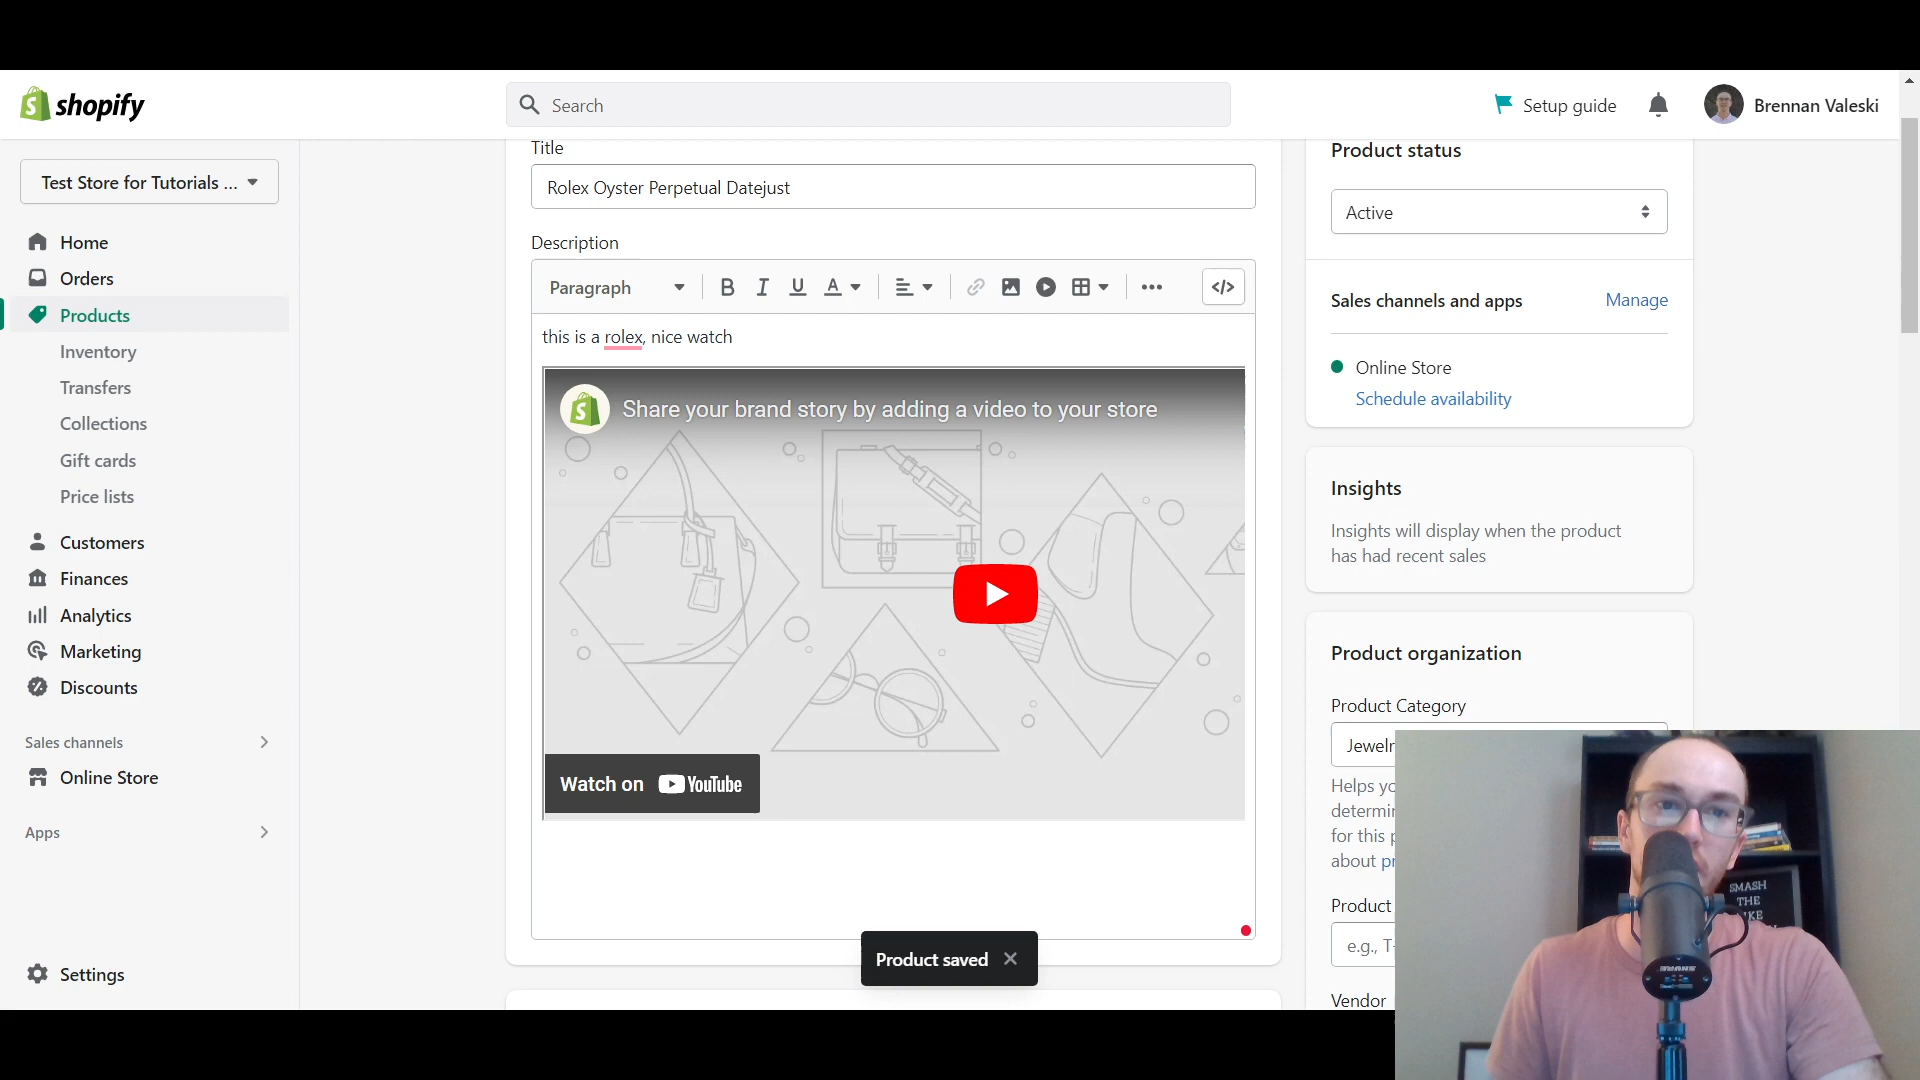 shopify
Search
Setup guide
Brennan Valeski
Test Store for Tutorials ...
Home
Orders
Products
Inventory
Transfers
Collections
Gift cards
Price lists
Customers
Finances
Analytics
Marketing
Discounts
Sales channels
Online Store
Apps
Settings
Title
Rolex Oyster Perpetual Datejust
Description
Paragraph
this is a rolex, nice watch
Share your brand story by adding a video to your store
Watch on YouTube
Product saved
Product status
Active
Sales channels and apps
Manage
Online Store
Schedule availability
Insights
Insights will display when the product
has had recent sales
Product organization
Product Category
Jewelr
Helps yo
determin
for this p
about pr
Product
e.g., T-
Vendor
SMASH
THE